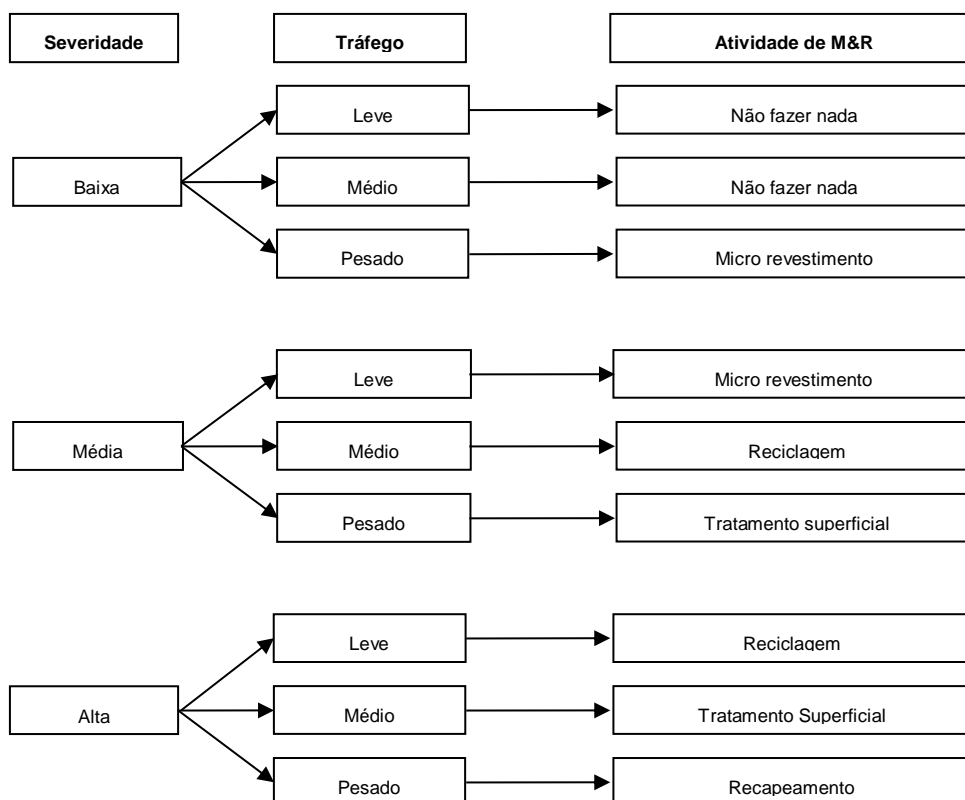 Severidade Tráfego Atividade de M&R
Leve Não fazer nada
Baixa Médio Não fazer nada
Pesado Micro revestimento
Leve Micro revestimento
Média Médio Reciclagem
Pesado Tratamento superficial
Leve Reciclagem
Alta Médio Tratamento Superficial
Pesado Recapeamento